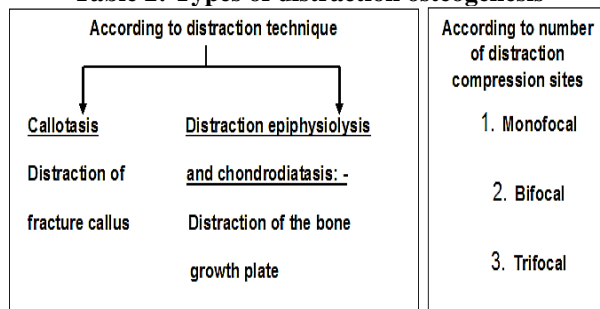 Table 2: Types of distraction osteogenesis
According to distraction technique
Callotasis
Distraction of
fracture callus
Distraction epiphysiolysis
and chondrodiatasis: -
Distraction of the bone
growth plate
According to number
of distraction
compression sites
1. Monofocal
2. Bifocal
3. Trifocal